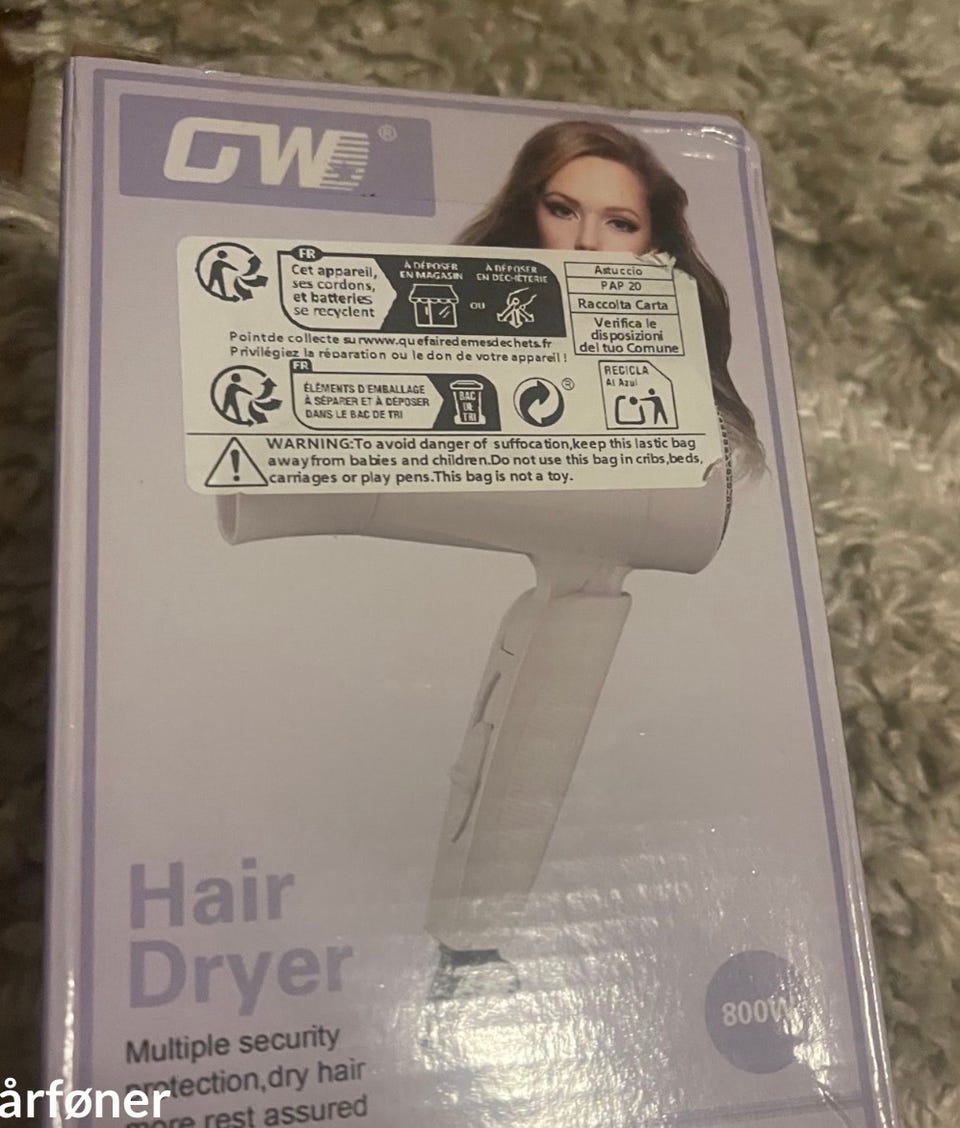 GW
®
FR
Cet appareil,
ses cordons,
et batteries
se recyclent
À DÉPOSER
EN MAGASIN
OU
À DÉPOSER
EN DÉCHÈTERIE
Astuccio
PAP 20
Raccolta Carta
Verifica le
disposizioni
del tuo Comune
Pointde collecte surwww.quefairedemesdechets.fr
Privilégiez la réparation ou le don de votre appareil !
FR
ÉLÉMENTS D EMBALLAGE
À SÉPARER ET À DÉPOSER
DANS LE BAC DE TRI
BAC
DE
TRI
®
RECICLA
Al Azul
WARNING:To avoid danger of suffocation,keep this lastic bag
awayfrom babies and children.Do not use this bag in cribs,beds,
carriages or play pens.This bag is not a toy.
Hair
Dryer
800W
Multiple security
protection,dry hair
more rest assured
årføner